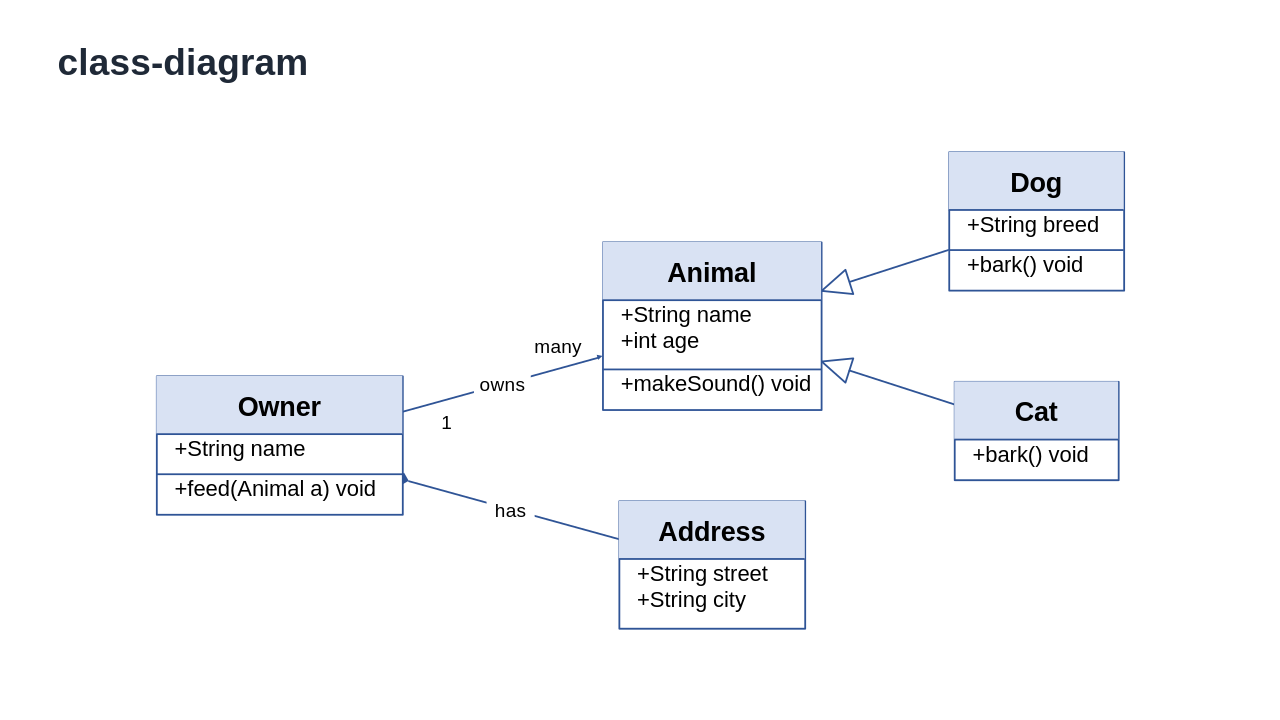 class-diagram
Dog
+String breed
+bark() void
Animal
+String name
+int age
+makeSound() void
many
owns
1
Owner
+String name
+feed(Animal a) void
Cat
+bark() void
has
Address
+String street
+String city